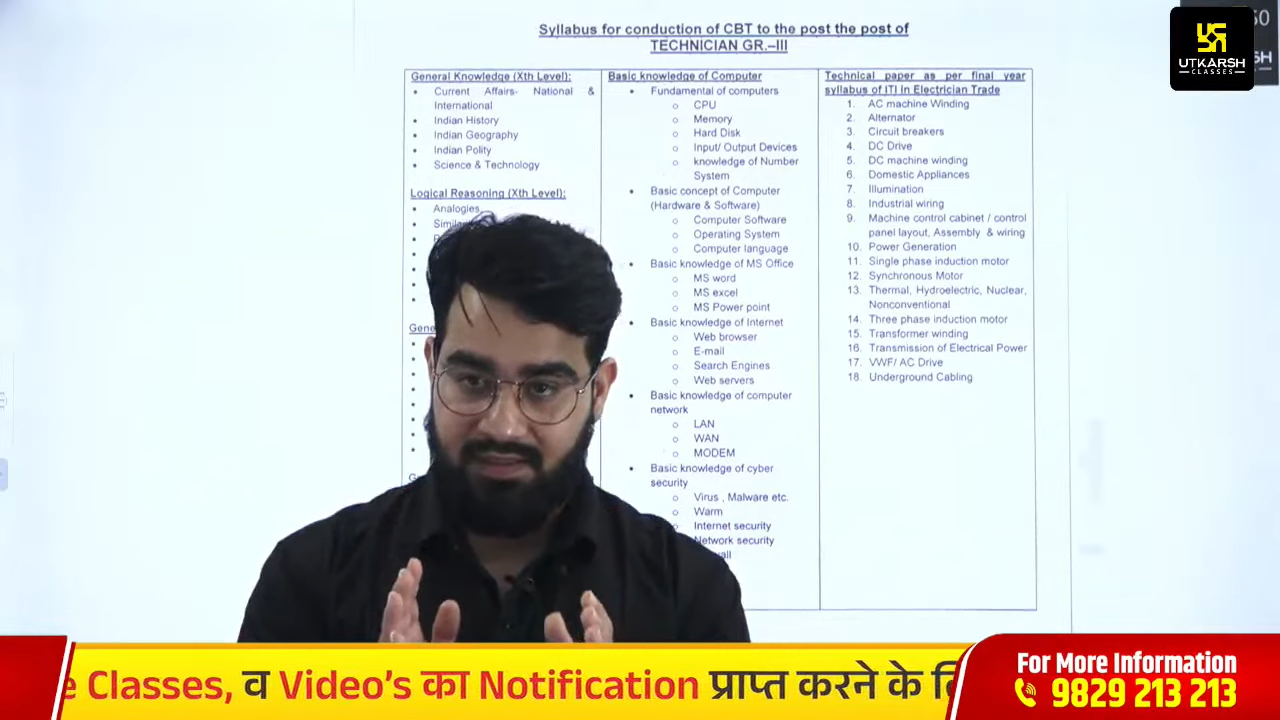 Syllabus for conduction of CBT to the post the post of
TECHNICIAN GR.–III
General Knowledge (Xth Level):
• Current Affairs- National &
International
• Indian History
• Indian Geography
• Indian Polity
• Science & Technology
Logical Reasoning (Xth Level):
• Analogies
Basic knowledge of Computer
• Fundamental of computers
o CPU
o Memory
o Hard Disk
o Input/ Output Devices
o knowledge of Number
System
• Basic concept of Computer
(Hardware & Software)
o Computer Software
o Operating System
o Computer language
• Basic knowledge of MS Office
o MS word
o MS excel
o MS Power point
• Basic knowledge of Internet
o Web browser
o E-mail
o Search Engines
o Web servers
• Basic knowledge of computer
network
o LAN
o WAN
o MODEM
• Basic knowledge of cyber
security
o Virus , Malware etc.
o Warm
o Internet security
Network security
Technical paper as per final year
syllabus of ITI in Electrician Trade
1. AC machine Winding
2. Alternator
3. Circuit breakers
4. DC Drive
5. DC machine winding
6. Domestic Appliances
7. Illumination
8. Industrial wiring
9. Machine control cabinet / control
panel layout, Assembly & wiring
10. Power Generation
11. Single phase induction motor
12. Synchronous Motor
13. Thermal, Hydroelectric, Nuclear,
Nonconventional
14. Three phase induction motor
15. Transformer winding
16. Transmission of Electrical Power
17. VWF/ AC Drive
18. Underground Cabling
UTKARSH
CLASSES
Classes, व Video's का Notification प्राप्त करने के
For More Information
9829 213 213